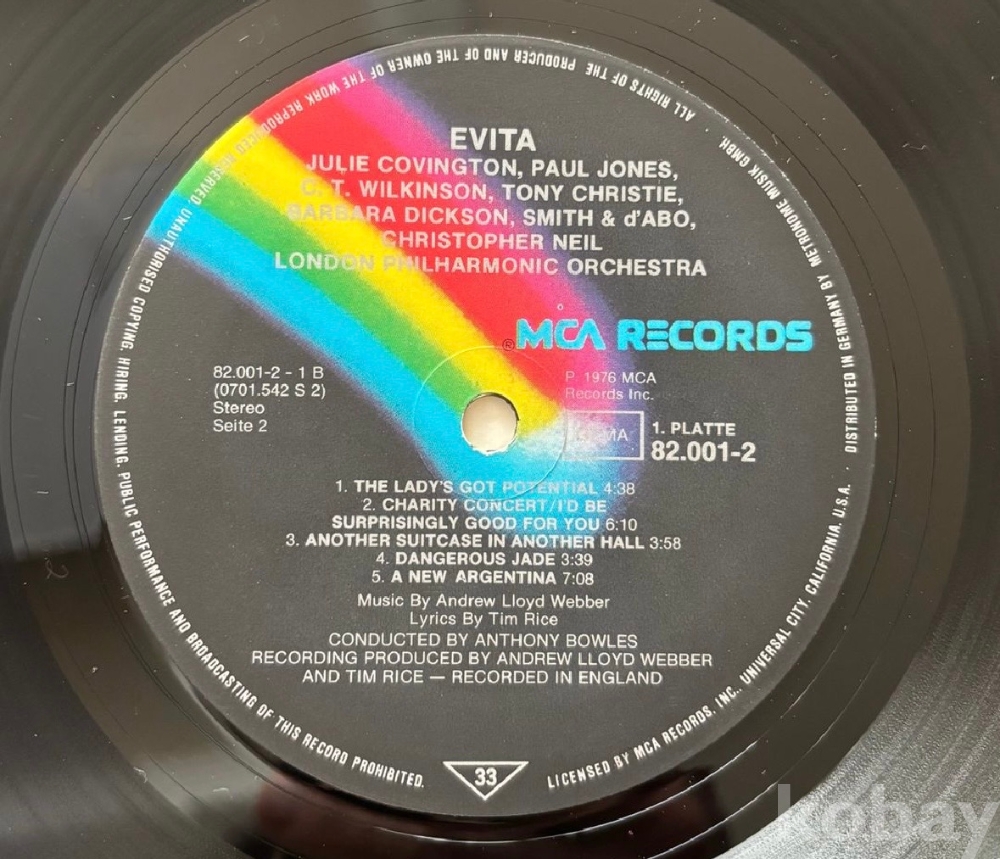 ALL RIGHTS OF THE PRODUCER AND OF THE OWNER OF THE WORK REPRODUCED RESERVED. UNAUTHORISED COPYING, HIRING, LENDING, PUBLIC PERFORMANCE AND BROADCASTING OF THIS RECORD PROHIBITED.
EVITA
JULIE COVINGTON, PAUL JONES,
C. T. WILKINSON, TONY CHRISTIE,
BARBARA DICKSON, SMITH & d'ABO,
CHRISTOPHER NEIL
LONDON PHILHARMONIC ORCHESTRA
® MCA RECORDS
82.001-2 - 1 B
(0701.542 S 2)
Stereo
Seite 2
P. 1976 MCA
Records Inc.
1. PLATTE
82.001-2
1. THE LADY'S GOT POTENTIAL 4:38
2. CHARITY CONCERT/I'D BE
SURPRISINGLY GOOD FOR YOU 6:10
3. ANOTHER SUITCASE IN ANOTHER HALL 3:58
4. DANGEROUS JADE 3:39
5. A NEW ARGENTINA 7:08
Music By Andrew Lloyd Webber
Lyrics By Tim Rice
CONDUCTED BY ANTHONY BOWLES
RECORDING PRODUCED BY ANDREW LLOYD WEBBER
AND TIM RICE — RECORDED IN ENGLAND
33
LICENSED BY MCA RECORDS, INC., UNIVERSAL CITY, CALIFORNIA, U.S.A. · DISTRIBUTED IN GERMANY BY METRONOME MUSIK GMBH. ·
kobay